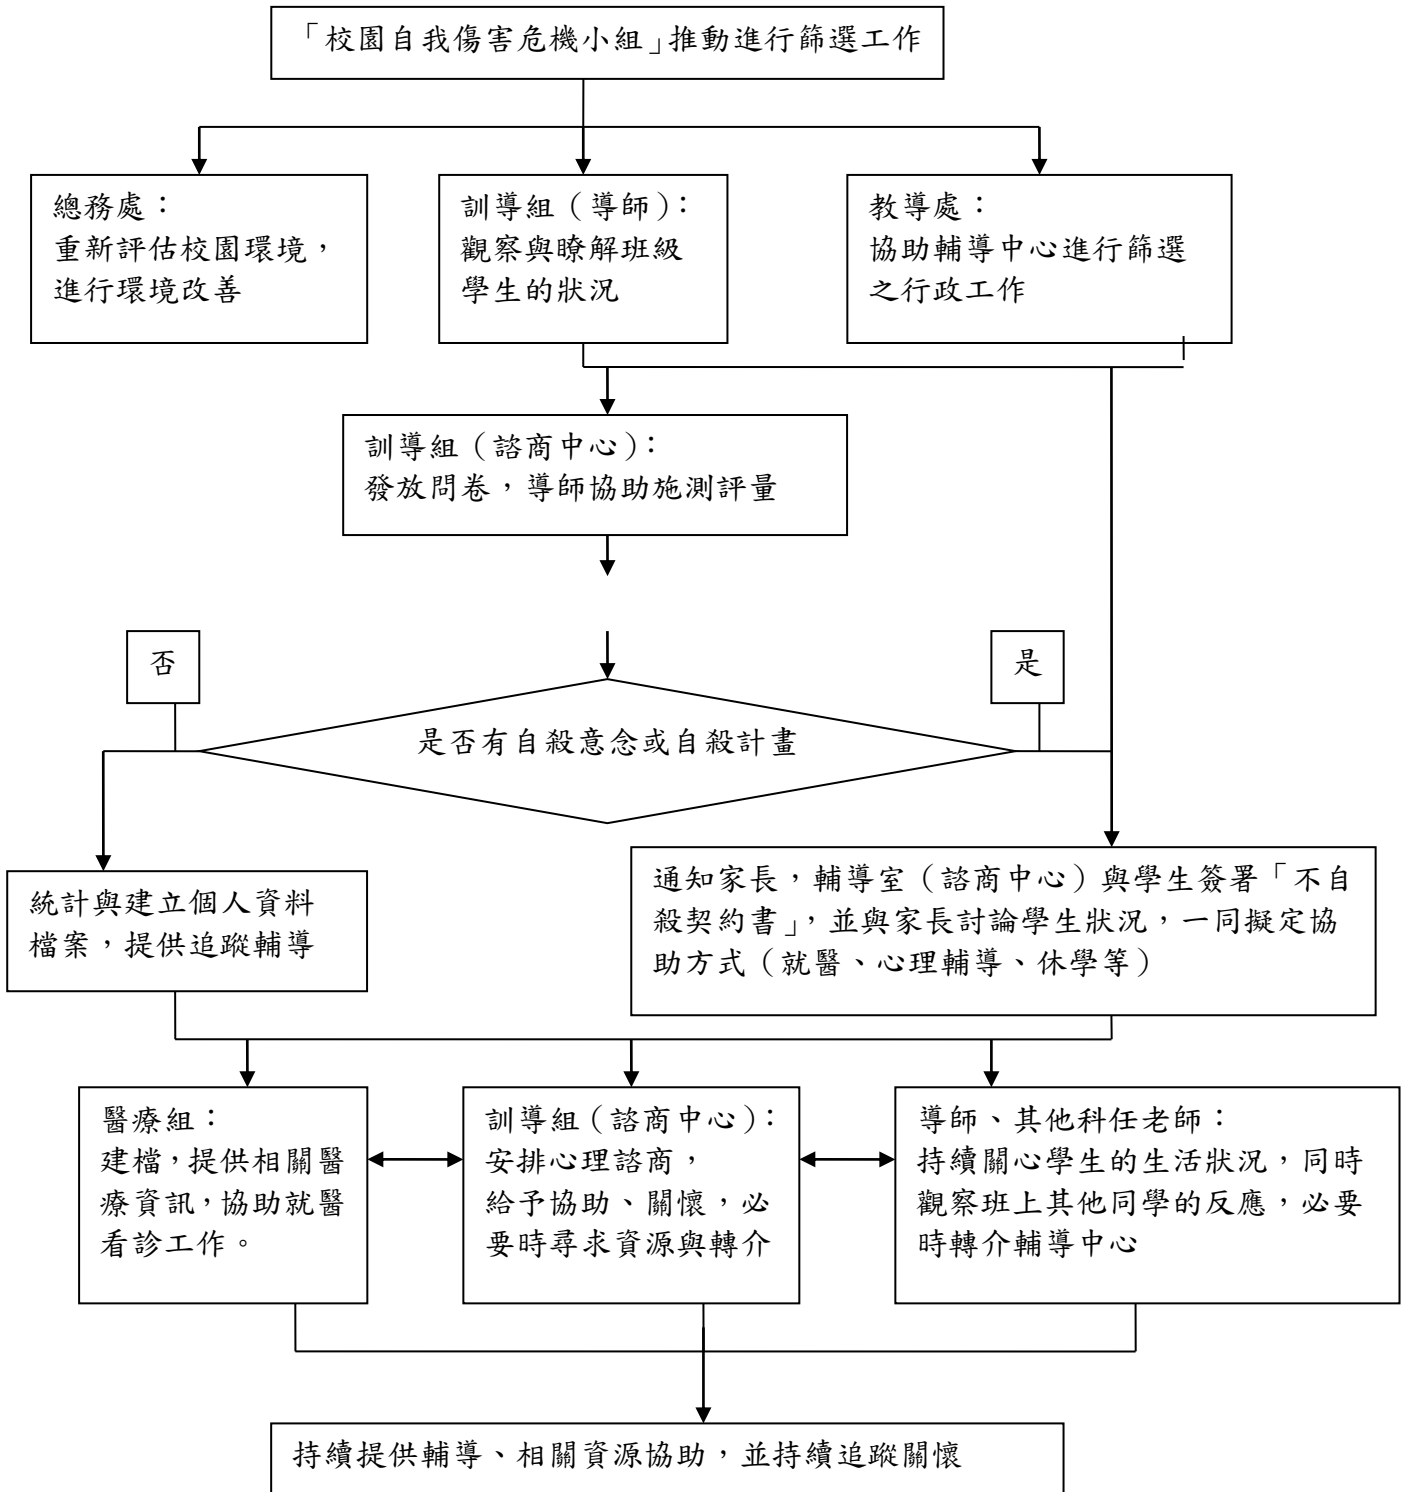 「校園自我傷害危機小組」推動進行篩選工作
總務處：
重新評估校園環境，
進行環境改善
訓導組（導師）：
觀察與瞭解班級
學生的狀況
教導處：
協助輔導中心進行篩選
之行政工作
訓導組（諮商中心）：
發放問卷，導師協助施測評量
否
是
是否有自殺意念或自殺計畫
統計與建立個人資料
檔案，提供追蹤輔導
通知家長，輔導室（諮商中心）與學生簽署「不自
殺契約書」，並與家長討論學生狀況，一同擬定協
助方式（就醫、心理輔導、休學等）
醫療組：
建檔，提供相關醫
療資訊，協助就醫
看診工作。
訓導組（諮商中心）：
安排心理諮商，
給予協助、關懷，必
要時尋求資源與轉介
導師、其他科任老師：
持續關心學生的生活狀況，同時
觀察班上其他同學的反應，必要
時轉介輔導中心
持續提供輔導、相關資源協助，並持續追蹤關懷